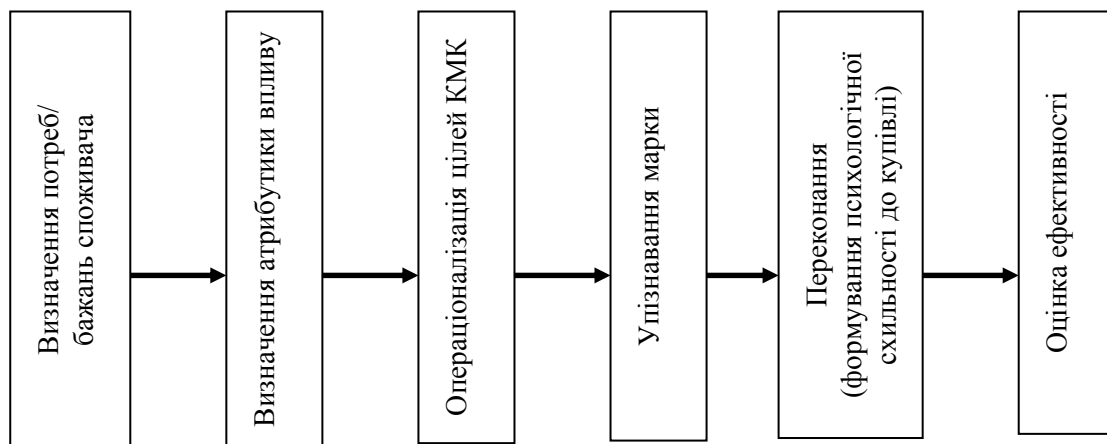 Визначення потреб/
бажань споживача
Визначення атрибутики впливу
Операціоналізація цілей КМК
Упізнавання марки
Переконання
(формування психологічної
схильності до купівлі)
Оцінка ефективності